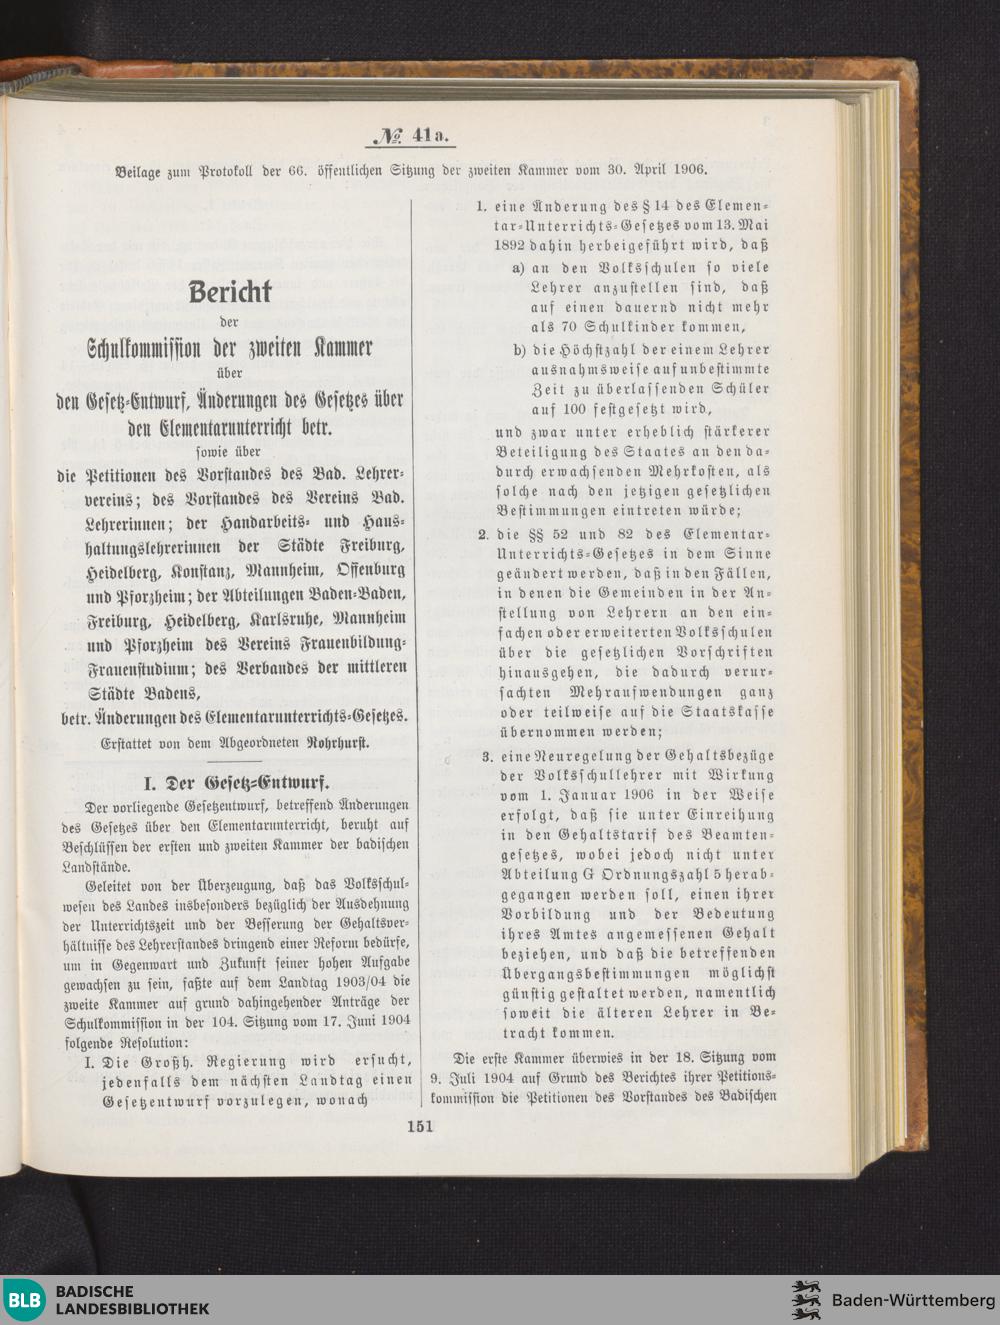 № 41a.
Beilage zum Protokoll der 66. öffentlichen Sitzung der zweiten Kammer vom 30. April 1906.
Bericht
der
Schulkommission der zweiten Kammer
über
den Gesetz-Entwurf, Änderungen des Gesetzes über
den Elementarunterricht betr.
sowie über
die Petitionen des Vorstandes des Bad. Lehrer-
vereins; des Vorstandes des Vereins Bad.
Lehrerinnen; der Handarbeits- und Haus-
haltungslehrerinnen der Städte Freiburg,
Heidelberg, Konstanz, Mannheim, Offenburg
und Pforzheim; der Abteilungen Baden-Baden,
Freiburg, Heidelberg, Karlsruhe, Mannheim
und Pforzheim des Vereins Frauenbildung-
Frauenstudium; des Verbandes der mittleren
Städte Badens,
betr. Änderungen des Elementarunterrichts-Gesetzes.
Erstattet von dem Abgeordneten Rohrhurst.
I. Der Gesetz-Entwurf.
Der vorliegende Gesetzentwurf, betreffend Änderungen
des Gesetzes über den Elementarunterricht, beruht auf
Beschlüssen der ersten und zweiten Kammer der badischen
Landstände.
Geleitet von der Überzeugung, daß das Volksschul-
wesen des Landes insbesonders bezüglich der Ausdehnung
der Unterrichtszeit und der Besserung der Gehaltsver-
hältnisse des Lehrerstandes dringend einer Reform bedürfe,
um in Gegenwart und Zukunft seiner hohen Aufgabe
gewachsen zu sein, faßte auf dem Landtag 1903/04 die
zweite Kammer auf grund dahingehender Anträge der
Schulkommission in der 104. Sitzung vom 17. Juni 1904
folgende Resolution:
I. Die Großh. Regierung wird ersucht,
jedenfalls dem nächsten Landtag einen
Gesetzentwurf vorzulegen, wonach
1. eine Änderung des § 14 des Elemen-
tar-Unterrichts-Gesetzes vom 13. Mai
1892 dahin herbeigeführt wird, daß
a) an den Volksschulen so viele
Lehrer anzustellen sind, daß
auf einen dauernd nicht mehr
als 70 Schulkinder kommen,
b) die Höchstzahl der einem Lehrer
ausnahmsweise auf unbestimmte
Zeit zu überlassenden Schüler
auf 100 festgesetzt wird,
und zwar unter erheblich stärkerer
Beteiligung des Staates an den da-
durch erwachsenden Mehrkosten, als
solche nach den jetzigen gesetzlichen
Bestimmungen eintreten würde;
2. die §§ 52 und 82 des Elementar-
Unterrichts-Gesetzes in dem Sinne
geändert werden, daß in den Fällen,
in denen die Gemeinden in der An-
stellung von Lehrern an den ein-
fachen oder erweiterten Volksschulen
über die gesetzlichen Vorschriften
hinausgehen, die dadurch verur-
sachten Mehraufwendungen ganz
oder teilweise auf die Staatskasse
übernommen werden;
3. eine Neuregelung der Gehaltsbezüge
der Volksschullehrer mit Wirkung
vom 1. Januar 1906 in der Weise
erfolgt, daß sie unter Einreihung
in den Gehaltstarif des Beamten-
gesetzes, wobei jedoch nicht unter
Abteilung G Ordnungszahl 5 herab-
gegangen werden soll, einen ihrer
Vorbildung und der Bedeutung
ihres Amtes angemessenen Gehalt
beziehen, und daß die betreffenden
Übergangsbestimmungen möglichst
günstig gestaltet werden, namentlich
soweit die älteren Lehrer in Be-
tracht kommen.
Die erste Kammer überwies in der 18. Sitzung vom
9. Juli 1904 auf Grund des Berichtes ihrer Petitions-
kommission die Petitionen des Vorstandes des Badischen
151
BLB
BADISCHE
LANDESBIBLIOTHEK
Baden-Württemberg